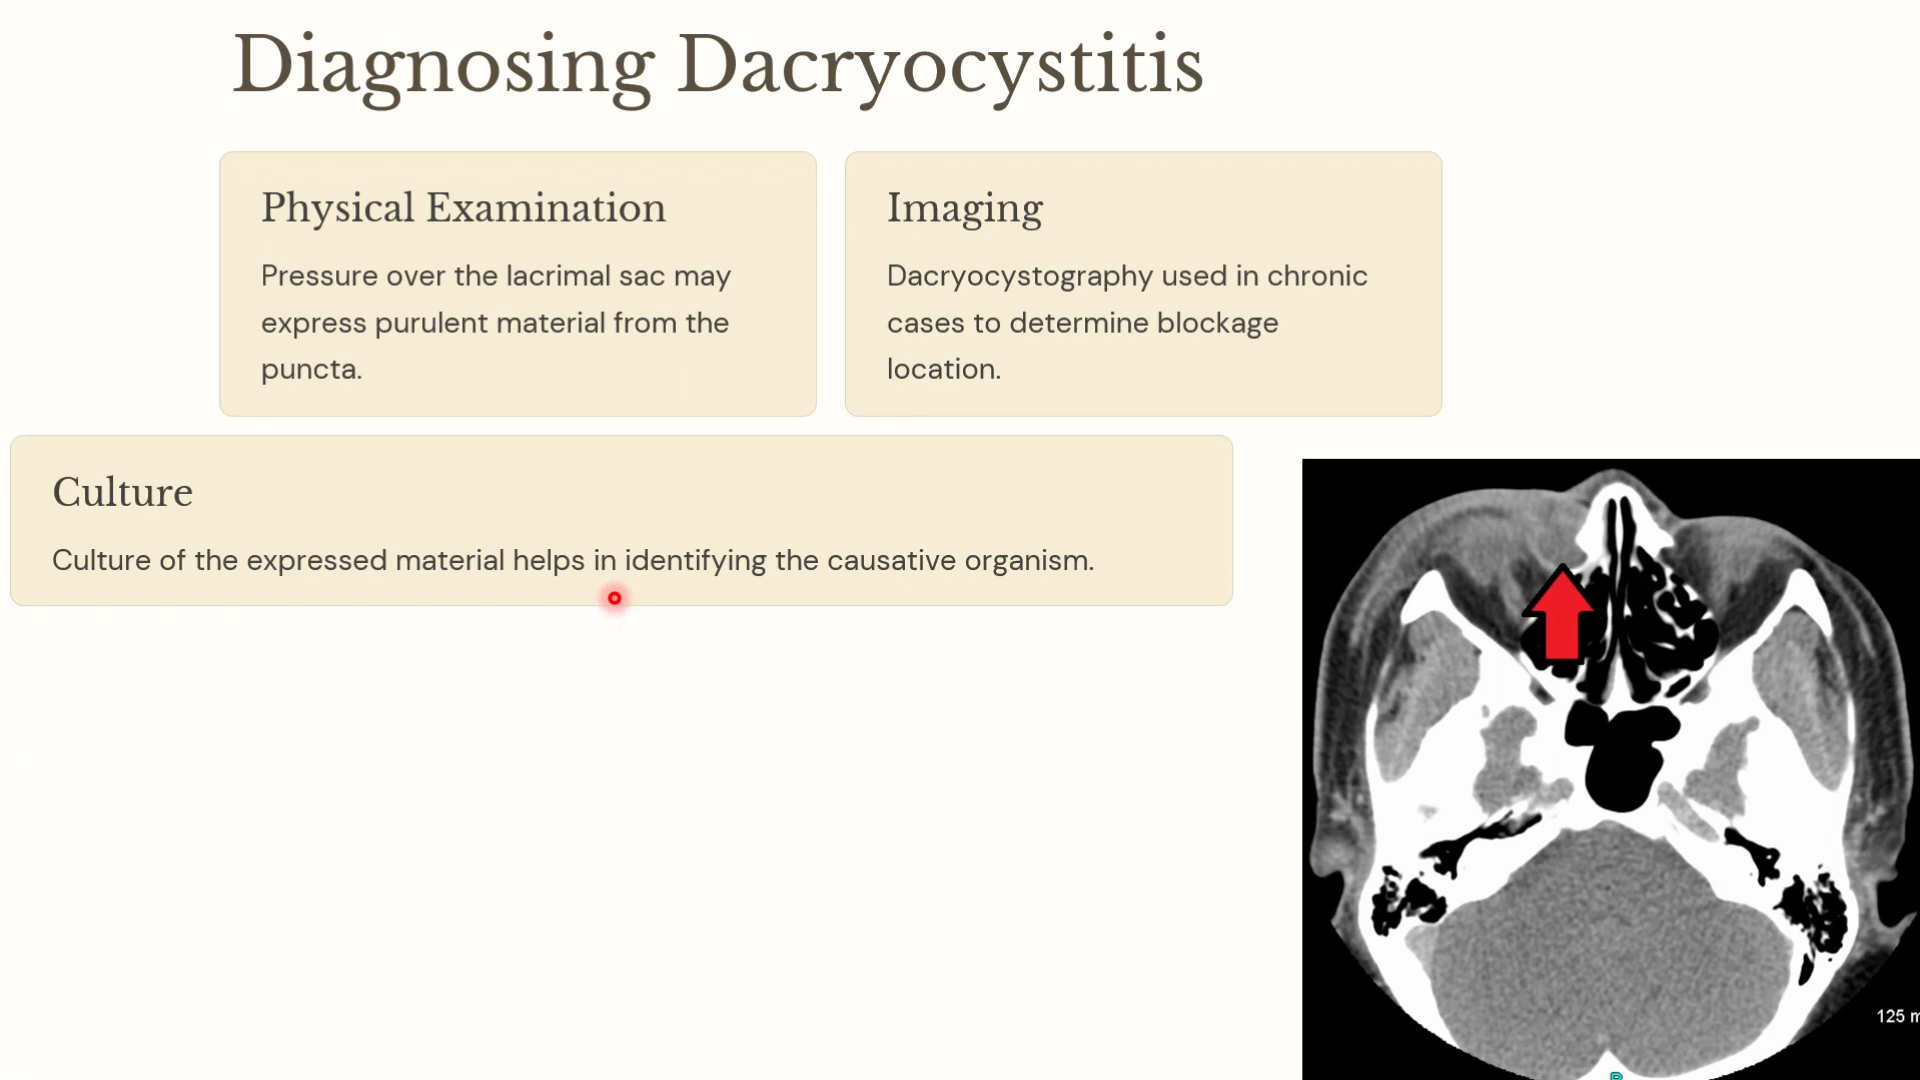 Diagnosing Dacryocystitis
Physical Examination
Pressure over the lacrimal sac may
express purulent material from the
puncta.
Imaging
Dacryocystography used in chronic
cases to determine blockage
location.
Culture
Culture of the expressed material helps in identifying the causative organism.
125 m